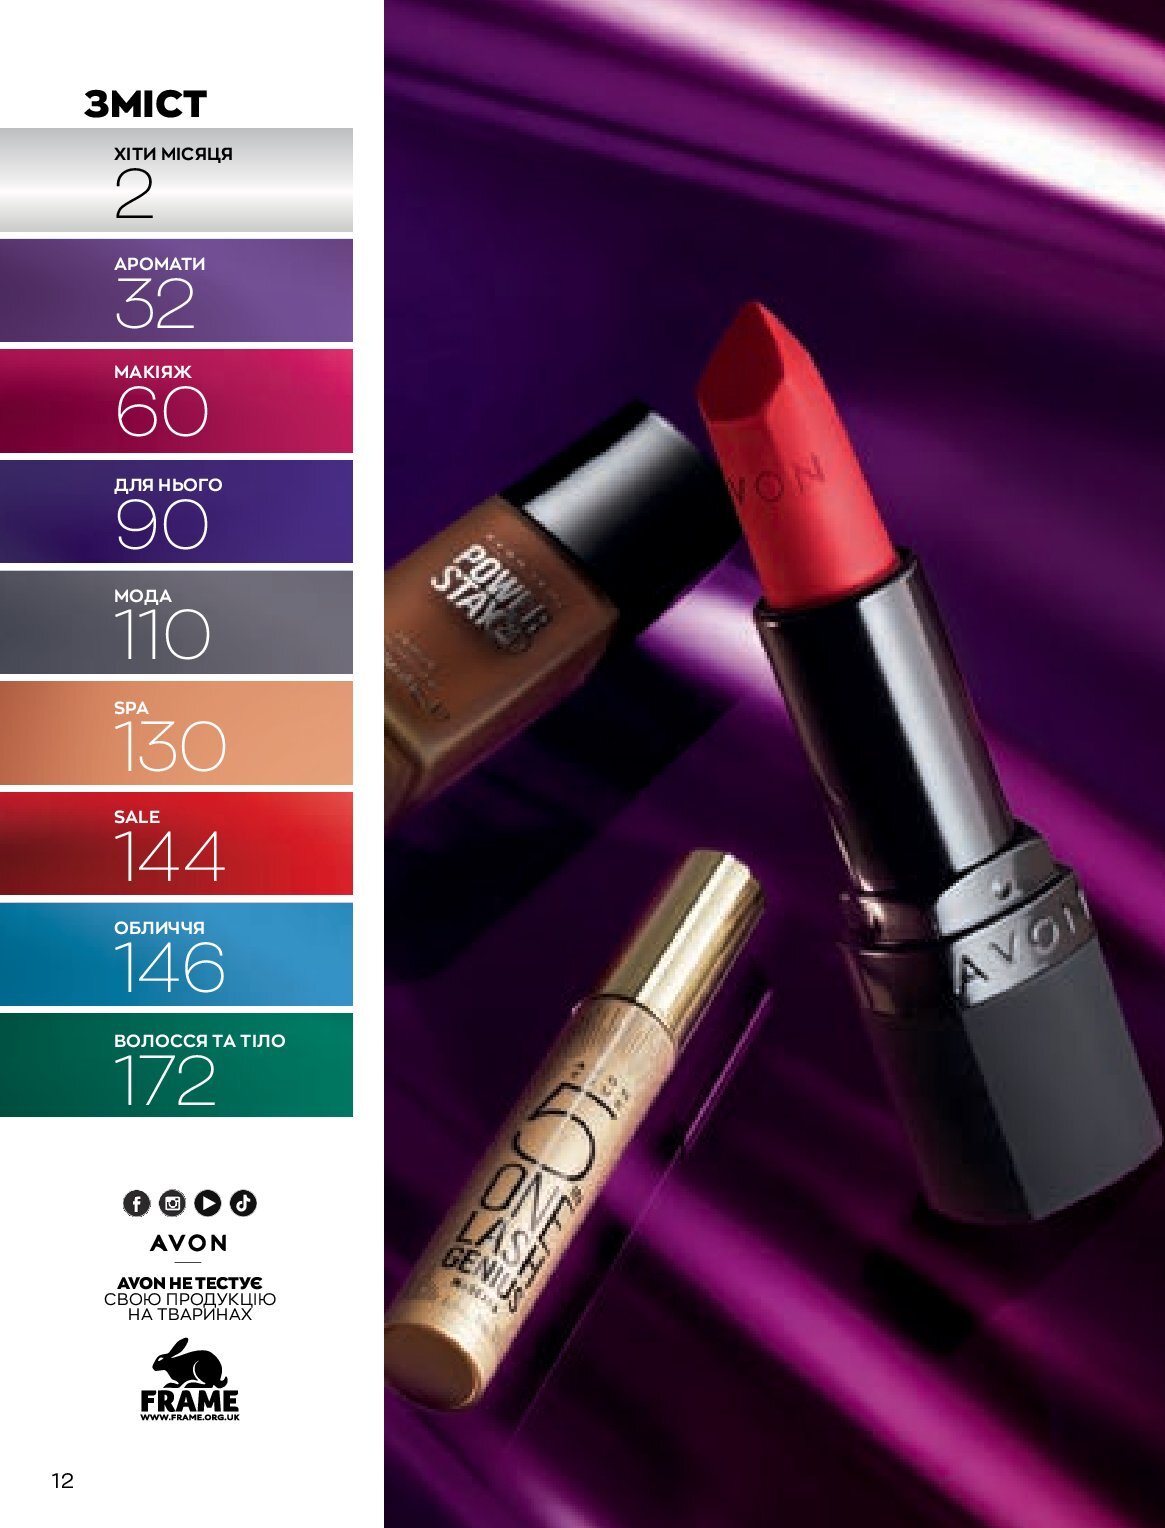 ЗМІСТ
ХІТИ МІСЯЦЯ
2
АРОМАТИ
32
МАКІЯЖ
60
ДЛЯ НЬОГО
90
МОДА
110
SPA
130
SALE
144
ОБЛИЧЧЯ
146
ВОЛОССЯ ТА ТІЛО
172
AVON
AVON НЕ ТЕСТУЄ
СВОЮ ПРОДУКЦІЮ
НА ТВАРИНАХ
FRAME
WWW.FRAME.ORG.UK
12
POWER
STAY
AVON
AVON
5
ONE
LASH
GENIUS